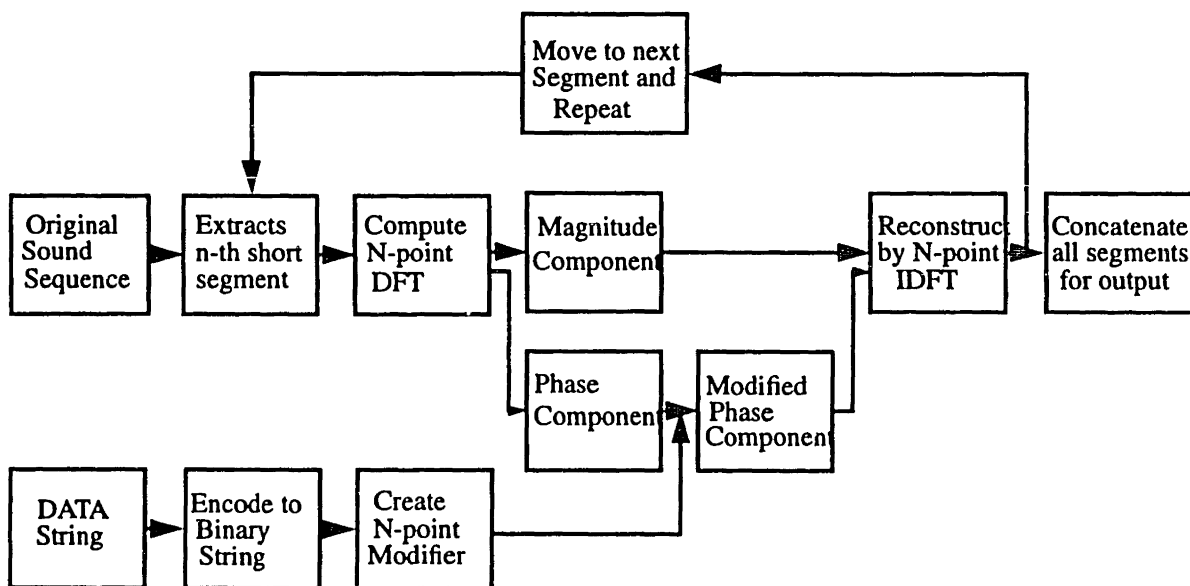 Move to next
Segment and
Repeat
Original
Sound
Sequence
Extracts
n-th short
segment
Compute
N-point
DFT
Magnitude
Component
Reconstruct
by N-point
IDFT
Concatenate
all segments
for output
Phase
Component
Modified
Phase
Component
DATA
String
Encode to
Binary
String
Create
N-point
Modifier